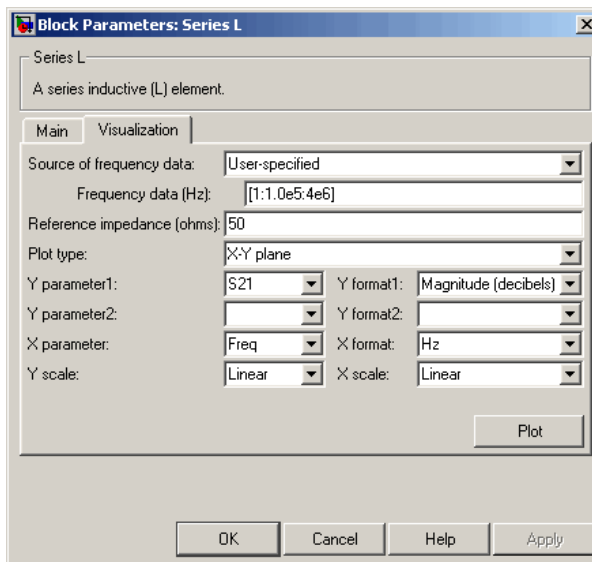 Block Parameters: Series L
Series L
A series inductive (L) element.
Main Visualization
Source of frequency data: User-specified
Frequency data (Hz): [1:1.0e5:4e6]
Reference impedance (ohms): 50
Plot type: X-Y plane
Y parameter1: S21 Y format1: Magnitude (decibels)
Y parameter2: Y format2:
X parameter: Freq X format: Hz
Y scale: Linear X scale: Linear
Plot
OK Cancel Help Apply